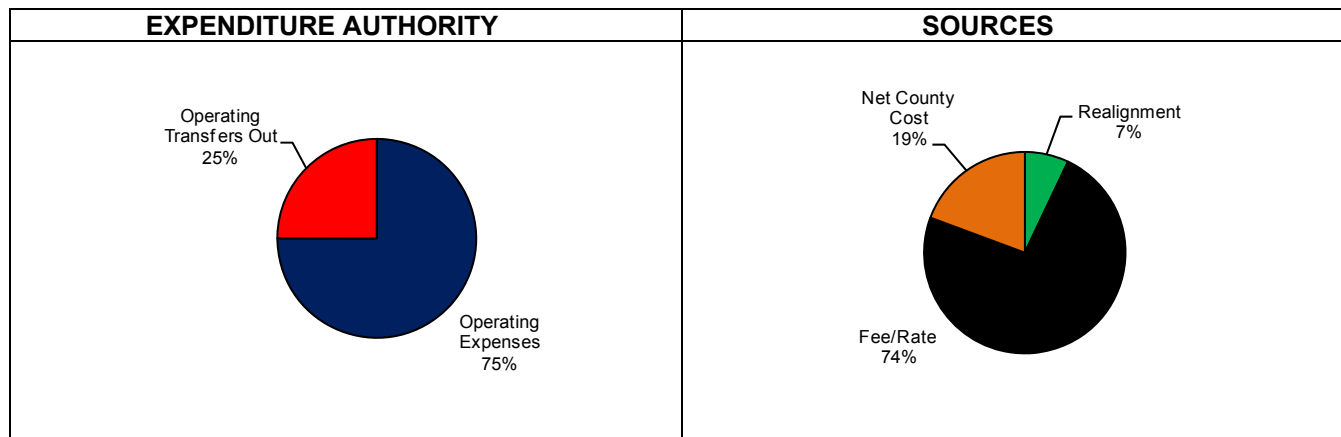 EXPENDITURE AUTHORITY
Operating
Transfers Out
25%
Operating
Expenses
75%
SOURCES
Net County
Cost
19%
Realignment
7%
Fee/Rate
74%